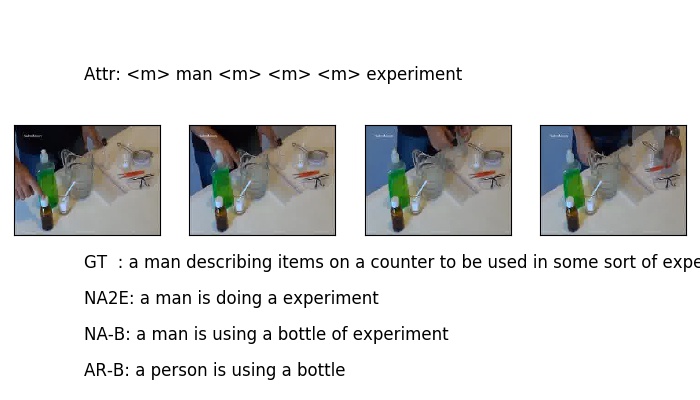 Attr: <m> man <m> <m> <m> experiment
GT : a man describing items on a counter to be used in some sort of expe
NA2E: a man is doing a experiment
NA-B: a man is using a bottle of experiment
AR-B: a person is using a bottle